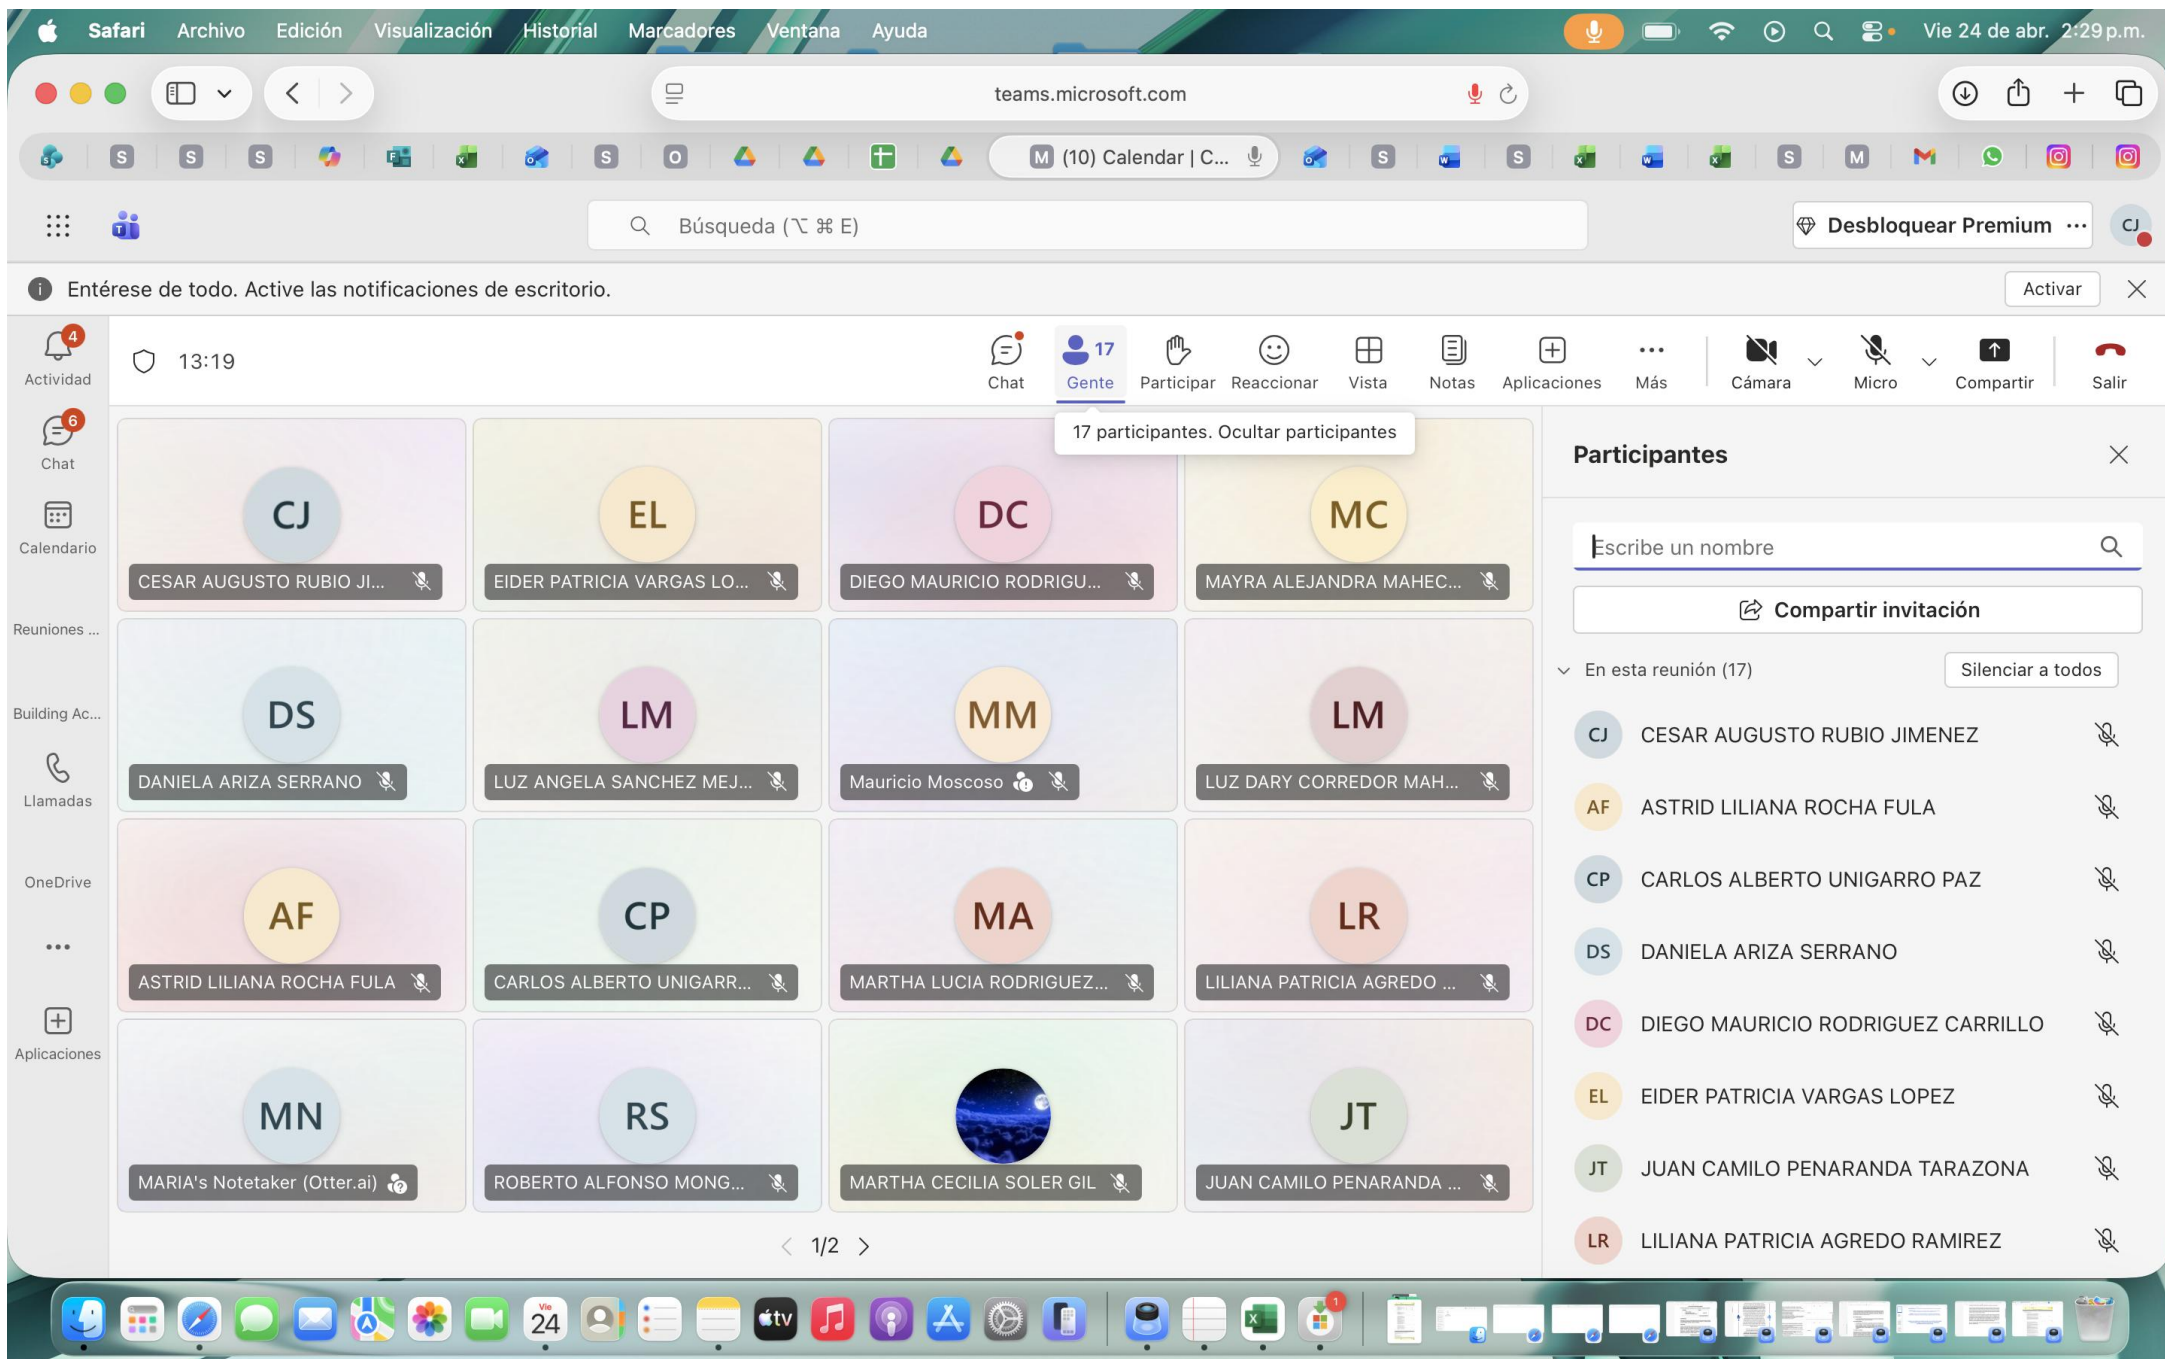 Safari Archivo Edición Visualización Historial Marcadores Ventana Ayuda Vie 24 de abr. 2:29 p.m.
teams.microsoft.com
(10) Calendar | C...
Búsqueda (⌥ ⌘ E) Desbloquear Premium ... CJ
Entérese de todo. Active las notificaciones de escritorio. Activar
4
Actividad
6
Chat
Calendario
Reuniones ...
Building Ac...
Llamadas
OneDrive
Aplicaciones
13:19
Chat
17
Gente
Participar
Reaccionar
Vista
Notas
Aplicaciones
Más
Cámara
Micro
Compartir
Salir
17 participantes. Ocultar participantes
CJ
CESAR AUGUSTO RUBIO JI...
EL
EIDER PATRICIA VARGAS LO...
DC
DIEGO MAURICIO RODRIGU...
MC
MAYRA ALEJANDRA MAHEC...
DS
DANIELA ARIZA SERRANO
LM
LUZ ANGELA SANCHEZ MEJ...
MM
Mauricio Moscoso
LM
LUZ DARY CORREDOR MAH...
AF
ASTRID LILIANA ROCHA FULA
CP
CARLOS ALBERTO UNIGARR...
MA
MARTHA LUCIA RODRIGUEZ...
LR
LILIANA PATRICIA AGREDO ...
MN
MARIA's Notetaker (Otter.ai)
RS
ROBERTO ALFONSO MONG...
MARTHA CECILIA SOLER GIL
JT
JUAN CAMILO PENARANDA ...
1/2
Participantes
Escribe un nombre
Compartir invitación
En esta reunión (17) Silenciar a todos
CJ CESAR AUGUSTO RUBIO JIMENEZ
AF ASTRID LILIANA ROCHA FULA
CP CARLOS ALBERTO UNIGARRO PAZ
DS DANIELA ARIZA SERRANO
DC DIEGO MAURICIO RODRIGUEZ CARRILLO
EL EIDER PATRICIA VARGAS LOPEZ
JT JUAN CAMILO PENARANDA TARAZONA
LR LILIANA PATRICIA AGREDO RAMIREZ
Vie
24
tv
1